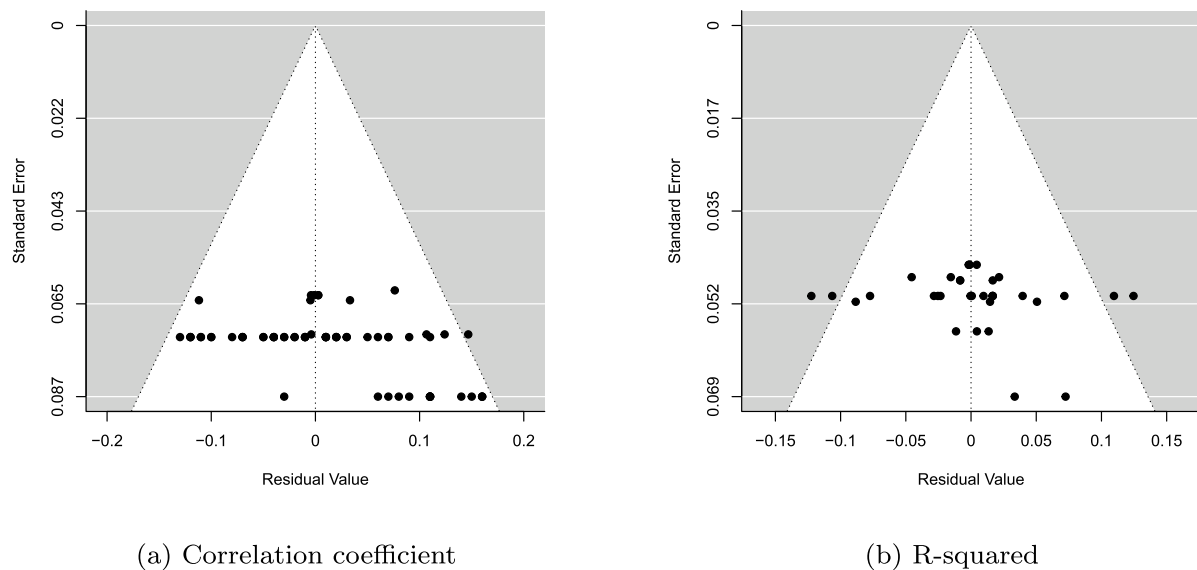 0
0.022
0.043
0.065
0.087
Standard Error
−0.2 −0.1 0 0.1 0.2
Residual Value
(a) Correlation coefficient
0
0.017
0.035
0.052
0.069
Standard Error
−0.15 −0.1 −0.05 0 0.05 0.1 0.15
Residual Value
(b) R-squared